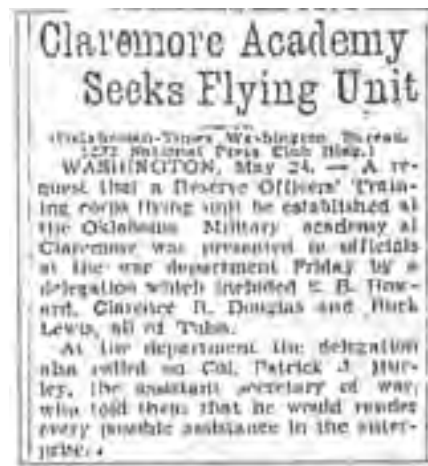 Claremore Academy
Seeks Flying Unit
(Oklahoman-Times Washington Bureau,
1272 National Press Club Bldg.)
WASHINGTON, May 24. — A re-
quest that a Reserve Officers' Train-
ing corps flying unit be established at
the Oklahoma Military academy at
Claremore was presented to officials
at the war department Friday by a
delegation which included E. B. How-
ard, Clarence B. Douglas and Buck
Lewis, all of Tulsa.
At the department the delegation
also called on Col. Patrick J. Hur-
ley, the assistant secretary of war,
who told them that he would render
every possible assistance in the enter-
prise.